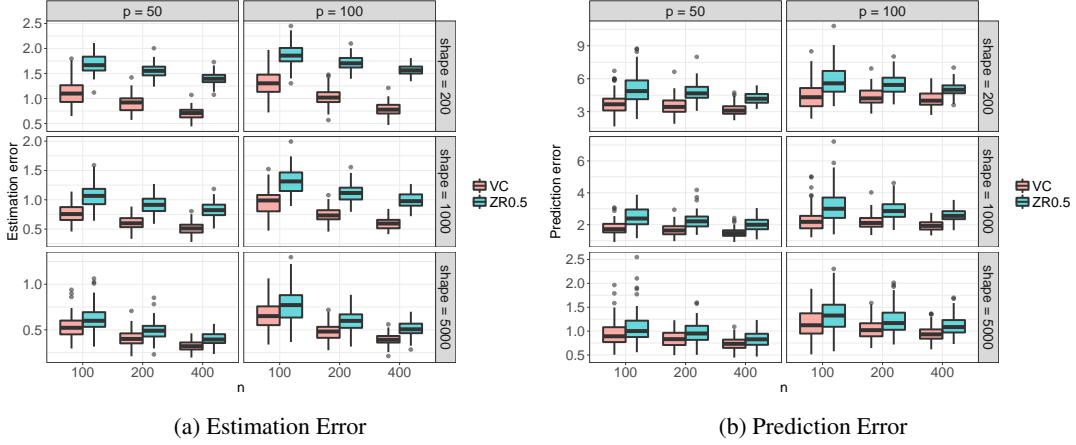 p = 50
p = 100
2.5
2.0
1.5
1.0
0.5
shape = 200
2.0
1.5
1.0
0.5
shape = 1000
1.0
0.5
shape = 5000
Estimation error
100
200
400
100
200
400
n
VC
ZR0.5
(a) Estimation Error
p = 50
p = 100
9
6
3
shape = 200
6
4
2
shape = 1000
2.5
2.0
1.5
1.0
0.5
shape = 5000
Prediction error
100
200
400
100
200
400
n
VC
ZR0.5
(b) Prediction Error